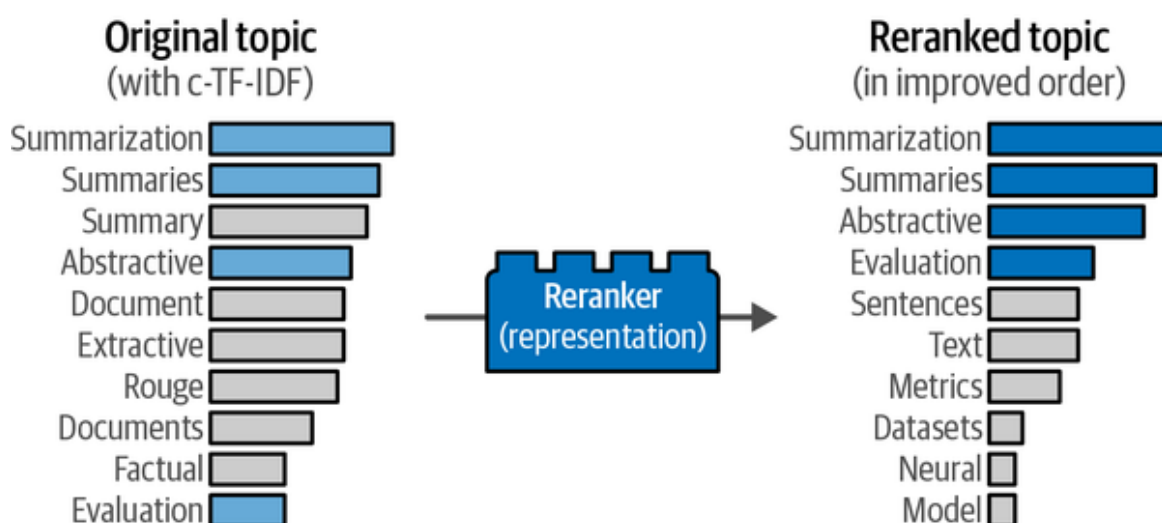 Original topic
(with c-TF-IDF)
Summarization
Summaries
Summary
Abstractive
Document
Extractive
Rouge
Documents
Factual
Evaluation
Reranker
(representation)
Reranked topic
(in improved order)
Summarization
Summaries
Abstractive
Evaluation
Sentences
Text
Metrics
Datasets
Neural
Model